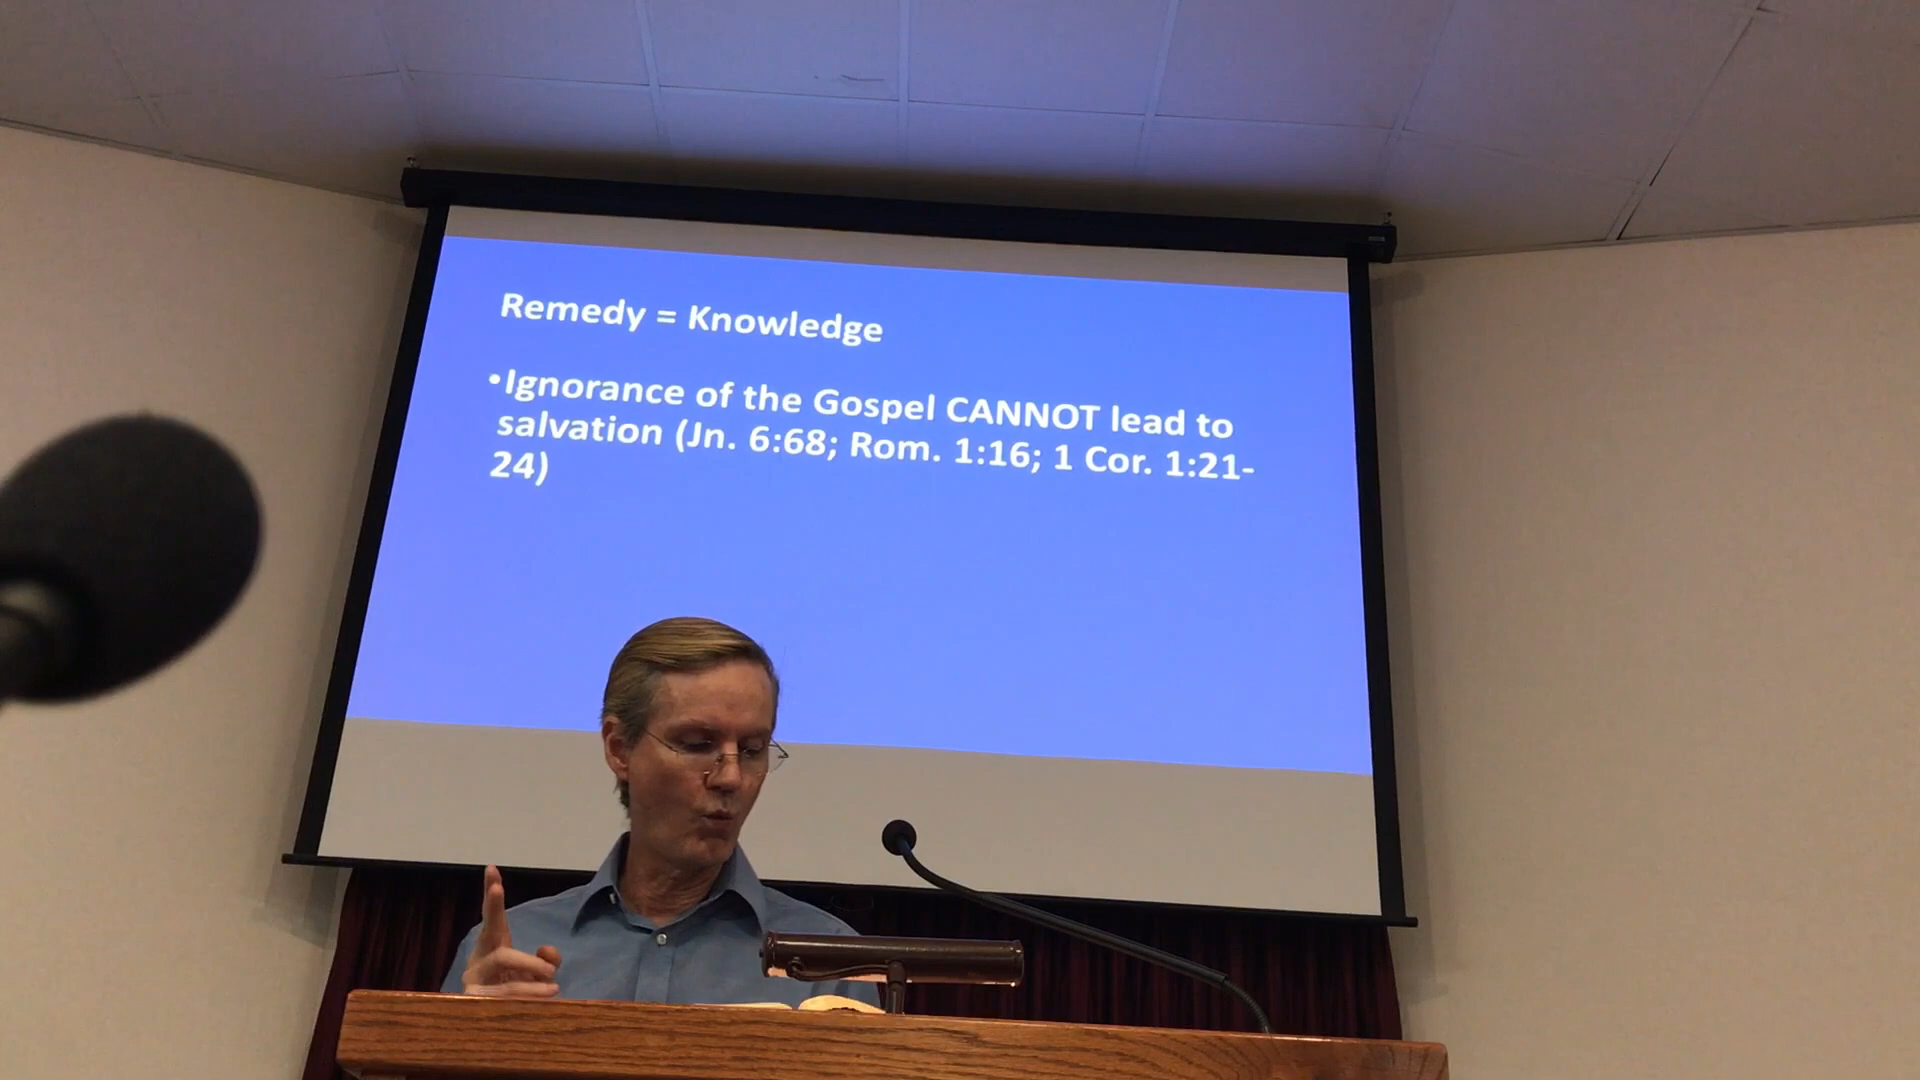 Remedy = Knowledge
•Ignorance of the Gospel CANNOT lead to
salvation (Jn. 6:68; Rom. 1:16; 1 Cor. 1:21-
24)